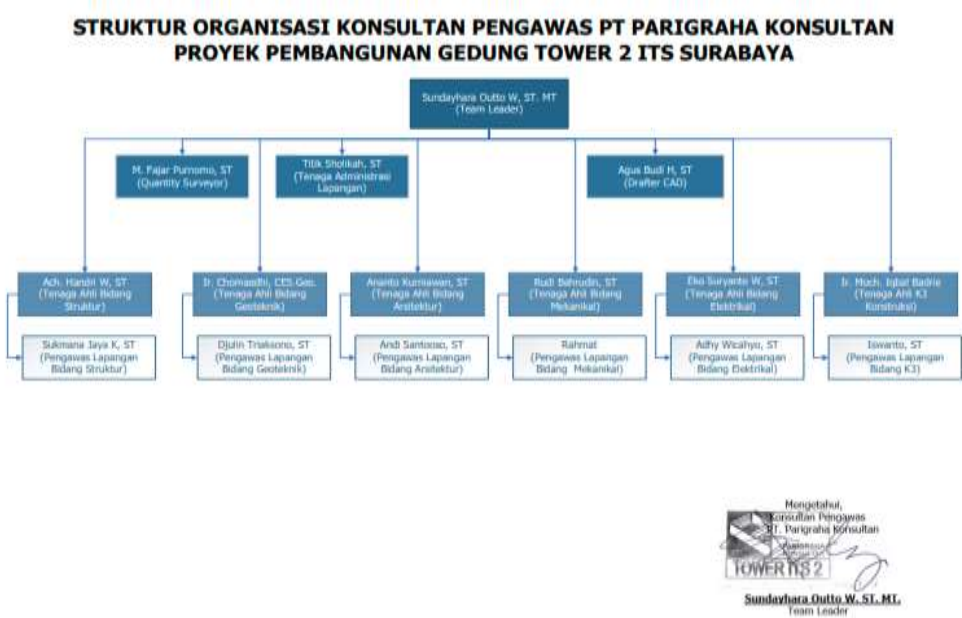 STRUKTUR ORGANISASI KONSULTAN PENGAWAS PT PARIGRAHA KONSULTAN
PROYEK PEMBANGUNAN GEDUNG TOWER 2 ITS SURABAYA
Sundayhara Outto W, ST. MT
(Team Leader)
M. Fajar Purnomo, ST
(Quantity Surveyor)
Titik Sholikah, ST
(Tenaga Administrasi
Lapangan)
Agus Budi H, ST
(Drafter CAD)
Ach. W, ST
(Tenaga Ahli Bidang
Struktur)
Ir. CES.Geo.
(Tenaga Ahli Bidang
Geoteknik)
Ananto Kurniawan, ST
(Tenaga Ahli Bidang
Arsitektur)
Rudi Bahrudin, ST
(Tenaga Ahli Bidang
Mekanikal)
Eko Suryanto W, ST
(Tenaga Ahli Bidang
Elektrikal)
Ir. Moch. Iqbal Badrie
(Tenaga Ahli K3
Konstruksi)
Sukmana Jaya K, ST
(Pengawas Lapangan
Bidang Struktur)
Djulin ST
(Pengawas Lapangan
Bidang Geoteknik)
Andi Santoso, ST
(Pengawas Lapangan
Bidang Arsitektur)
Rahmat
(Pengawas Lapangan
Bidang Mekanikal)
Adhy Wicahyo, ST
(Pengawas Lapangan
Bidang Elektrikal)
Iswanto, ST
(Pengawas Lapangan
Bidang K3)
Mengetahui,
Konsultan Pengawas
PT. Parigraha Konsultan
TOWER ITS 2
Sundayhara Outto W. ST. MT.
Team Leader